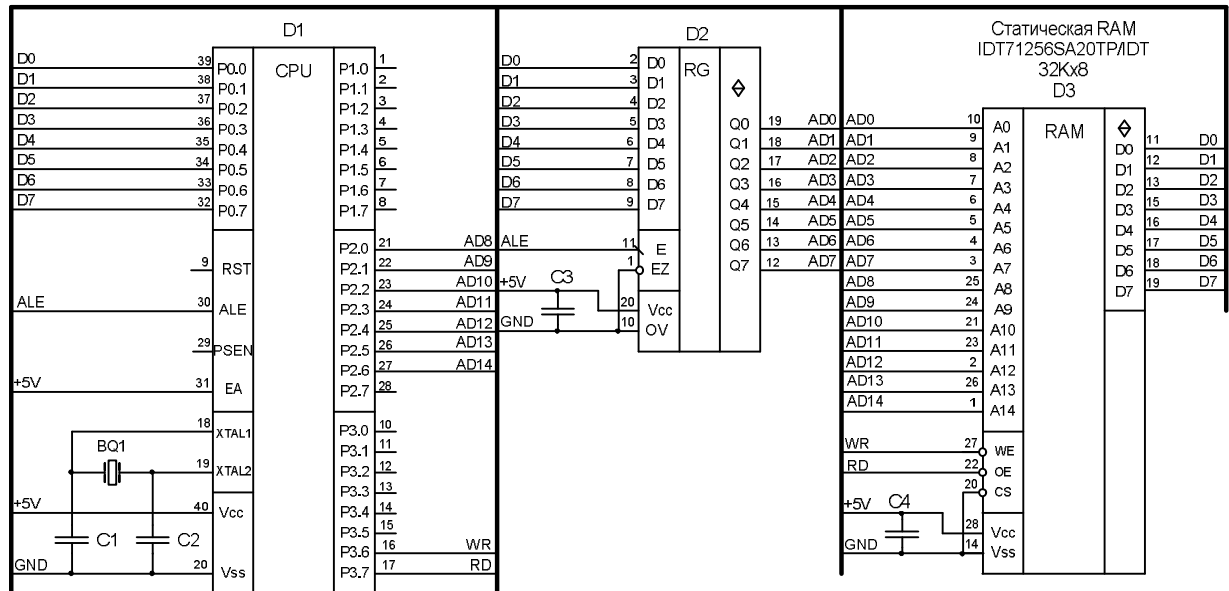 D1
D0 39 P0.0 CPU P1.0 1
D1 38 P0.1 P1.1 2
D2 37 P0.2 P1.2 3
D3 36 P0.3 P1.3 4
D4 35 P0.4 P1.4 5
D5 34 P0.5 P1.5 6
D6 33 P0.6 P1.6 7
D7 32 P0.7 P1.7 8
P2.0 21 AD8
9 RST P2.1 22 AD9
P2.2 23 AD10
ALE 30 ALE P2.3 24 AD11
P2.4 25 AD12
29 PSEN P2.5 26 AD13
P2.6 27 AD14
+5V 31 EA P2.7 28
18 XTAL1 P3.0 10
BQ1 P3.1 11
19 XTAL2 P3.2 12
P3.3 13
+5V 40 Vcc P3.4 14
P3.5 15
C1 C2 P3.6 16 WR
GND 20 Vss P3.7 17 RD
D2
D0 2 D0 RG
D1 3 D1
D2 4 D2
D3 5 D3 Q0 19 AD0
D4 6 D4 Q1 18 AD1
D5 7 D5 Q2 17 AD2
D6 8 D6 Q3 16 AD3
D7 9 D7 Q4 15 AD4
Q5 14 AD5
ALE 11 E Q6 13 AD6
1 EZ Q7 12 AD7
C3
+5V 20 Vcc
GND 10 OV
Статическая RAM
IDT71256SA20TP/IDT
32Kx8
D3
AD0 10 A0 RAM D0 11 D0
AD1 9 A1 D1 12 D1
AD2 8 A2 D2 13 D2
AD3 7 A3 D3 15 D3
AD4 6 A4 D4 16 D4
AD5 5 A5 D5 17 D5
AD6 4 A6 D6 18 D6
AD7 3 A7 D7 19 D7
AD8 25 A8
AD9 24 A9
AD10 21 A10
AD11 23 A11
AD12 2 A12
AD13 26 A13
AD14 1 A14
WR 27 WE
RD 22 OE
20 CS
+5V C4 28 Vcc
GND 14 Vss